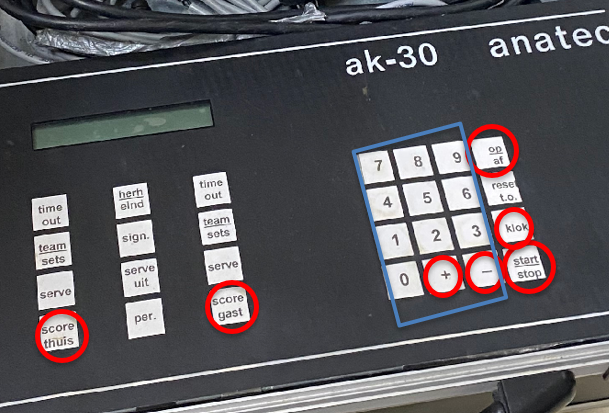 ak-30 anatec
time out
team sets
serve
score thuis
herh eind
sign.
serve uit
per.
time out
team sets
serve
score gast
7 8 9 op af
4 5 6 rese t.o.
1 2 3 klok
0 + − start stop